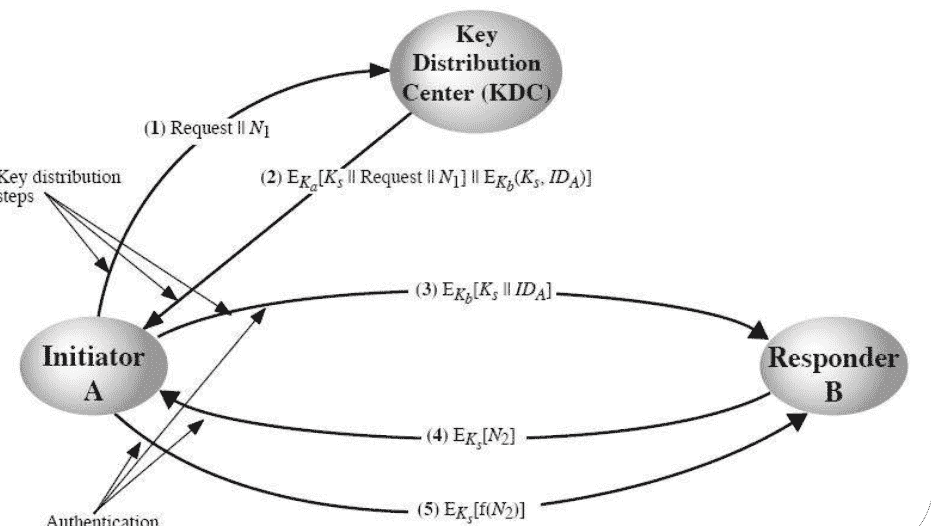 Key
Distribution
Center (KDC)
(1) Request || N1
(2) EKa[Ks || Request || N1] || EKb(Ks, IDA)]
Key distribution
steps
(3) EKb[Ks || IDA]
Initiator
A
Responder
B
(4) EKs[N2]
(5) EKs[f(N2)]
Authentication